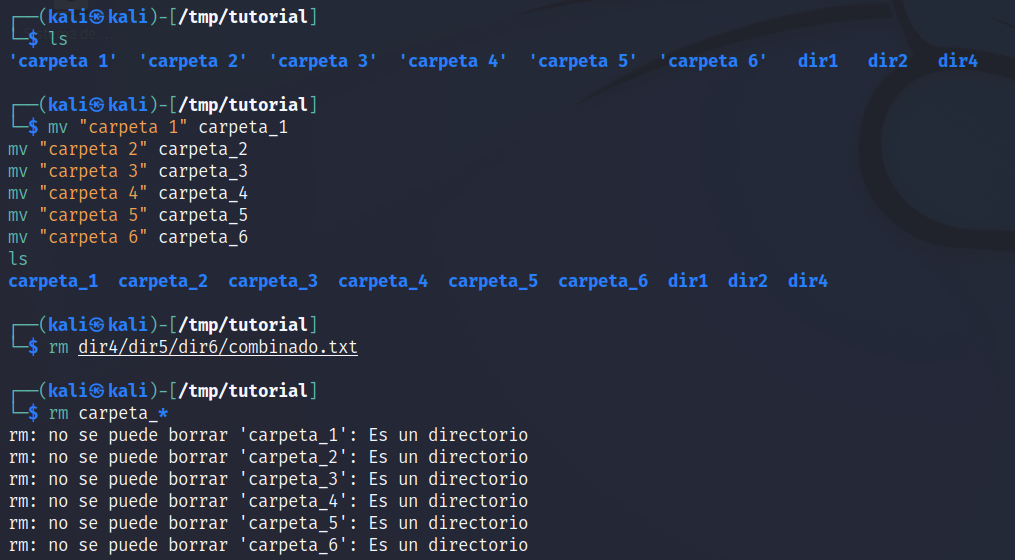 ┌──(kali㉿kali)-[/tmp/tutorial]
└─$ ls
'carpeta 1'  'carpeta 2'  'carpeta 3'  'carpeta 4'  'carpeta 5'  'carpeta 6'   dir1   dir2   dir4
┌──(kali㉿kali)-[/tmp/tutorial]
└─$ mv "carpeta 1" carpeta_1
mv "carpeta 2" carpeta_2
mv "carpeta 3" carpeta_3
mv "carpeta 4" carpeta_4
mv "carpeta 5" carpeta_5
mv "carpeta 6" carpeta_6
ls
carpeta_1  carpeta_2  carpeta_3  carpeta_4  carpeta_5  carpeta_6  dir1  dir2  dir4
┌──(kali㉿kali)-[/tmp/tutorial]
└─$ rm dir4/dir5/dir6/combinado.txt
┌──(kali㉿kali)-[/tmp/tutorial]
└─$ rm carpeta_*
rm: no se puede borrar 'carpeta_1': Es un directorio
rm: no se puede borrar 'carpeta_2': Es un directorio
rm: no se puede borrar 'carpeta_3': Es un directorio
rm: no se puede borrar 'carpeta_4': Es un directorio
rm: no se puede borrar 'carpeta_5': Es un directorio
rm: no se puede borrar 'carpeta_6': Es un directorio